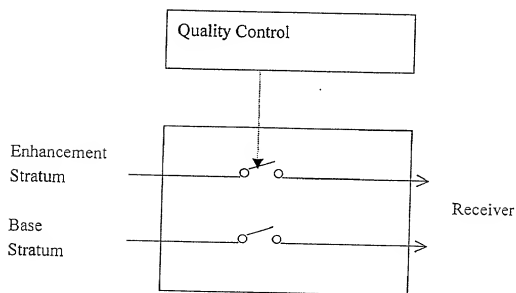 Quality Control
Enhancement
Stratum
Receiver
Base
Stratum